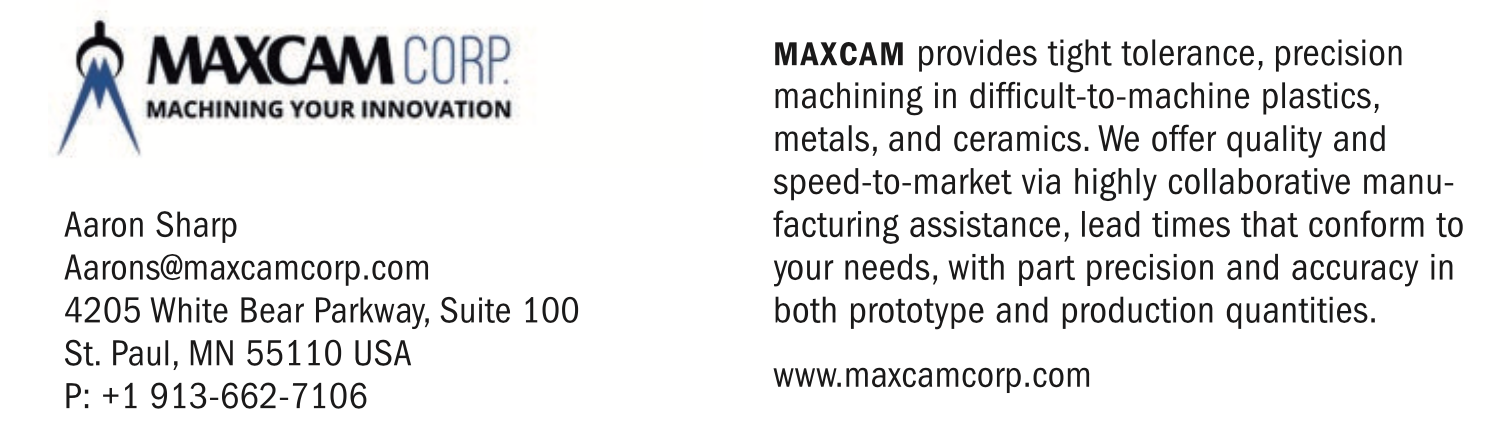 MAXCAM CORP.
MACHINING YOUR INNOVATION
Aaron Sharp
Aarons@maxcamcorp.com
4205 White Bear Parkway, Suite 100
St. Paul, MN 55110 USA
P: +1 913-662-7106
MAXCAM provides tight tolerance, precision
machining in difficult-to-machine plastics,
metals, and ceramics. We offer quality and
speed-to-market via highly collaborative manu-
facturing assistance, lead times that conform to
your needs, with part precision and accuracy in
both prototype and production quantities.
www.maxcamcorp.com